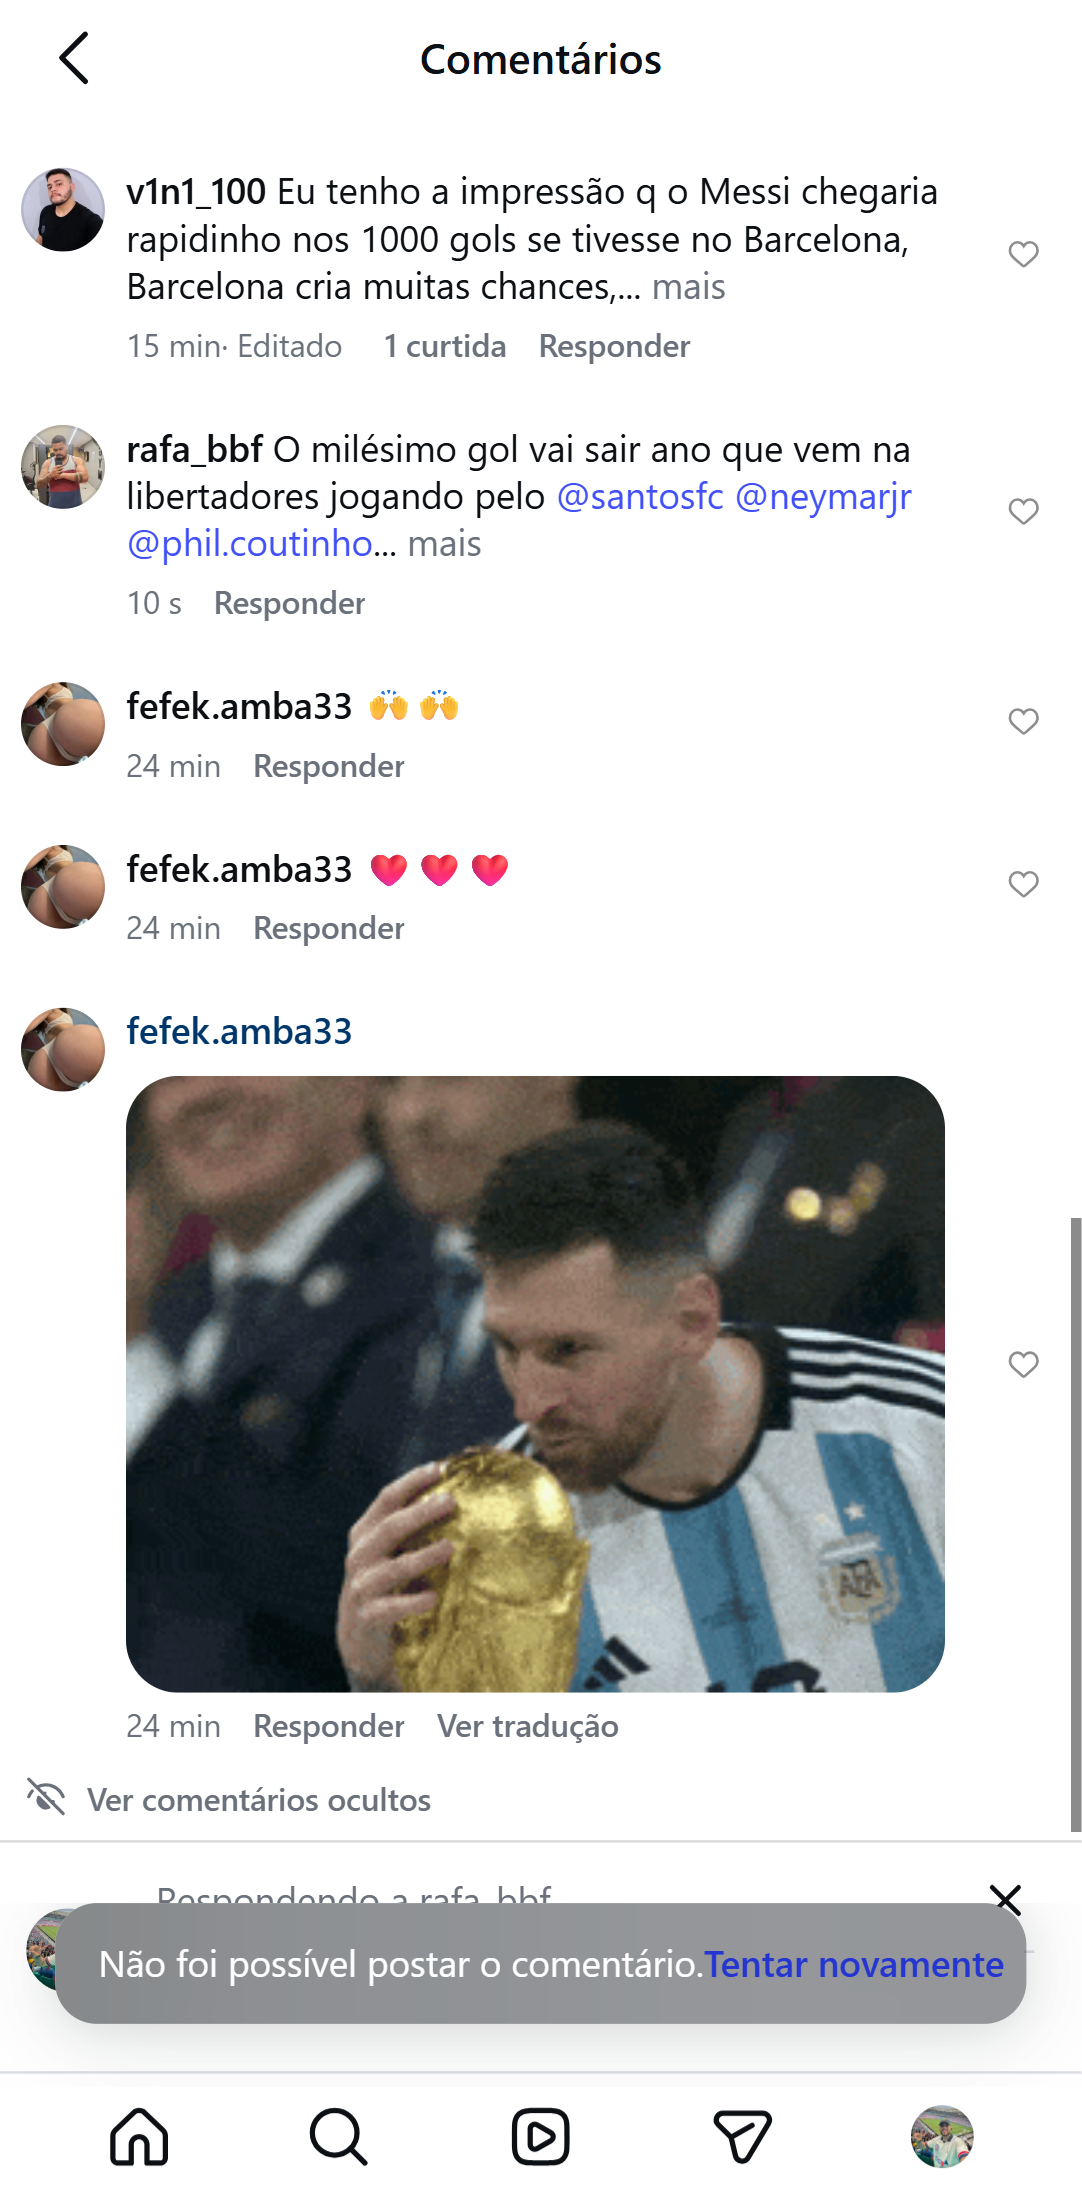 Comentários
v1n1_100 Eu tenho a impressão q o Messi chegaria
rapidinho nos 1000 gols se tivesse no Barcelona,
Barcelona cria muitas chances,... mais
15 min· Editado 1 curtida Responder
rafa_bbf O milésimo gol vai sair ano que vem na
libertadores jogando pelo @santosfc @neymarjr
@phil.coutinho... mais
10 s Responder
fefek.amba33 🙌 🙌
24 min Responder
fefek.amba33 ❤️ ❤️ ❤️
24 min Responder
fefek.amba33
AFA
24 min Responder Ver tradução
Ver comentários ocultos
Respondendo a rafa_bbf
Não foi possível postar o comentário.Tentar novamente